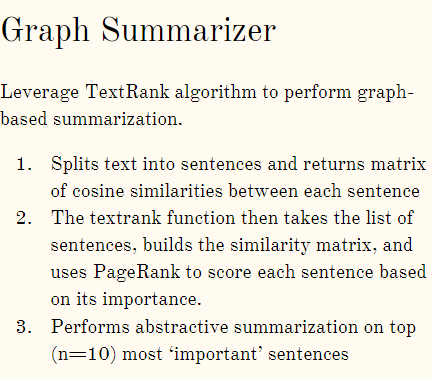 Graph Summarizer
Leverage TextRank algorithm to perform graph-
based summarization.
1. Splits text into sentences and returns matrix
of cosine similarities between each sentence
2. The textrank function then takes the list of
sentences, builds the similarity matrix, and
uses PageRank to score each sentence based
on its importance.
3. Performs abstractive summarization on top
(n=10) most ‘important’ sentences